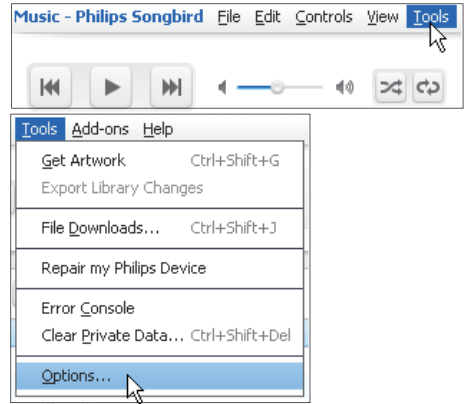 Music - Philips Songbird File Edit Controls View Tools
Tools Add-ons Help
Get Artwork Ctrl+Shift+G
Export Library Changes
File Downloads... Ctrl+Shift+J
Repair my Philips Device
Error Console
Clear Private Data... Ctrl+Shift+Del
Options...